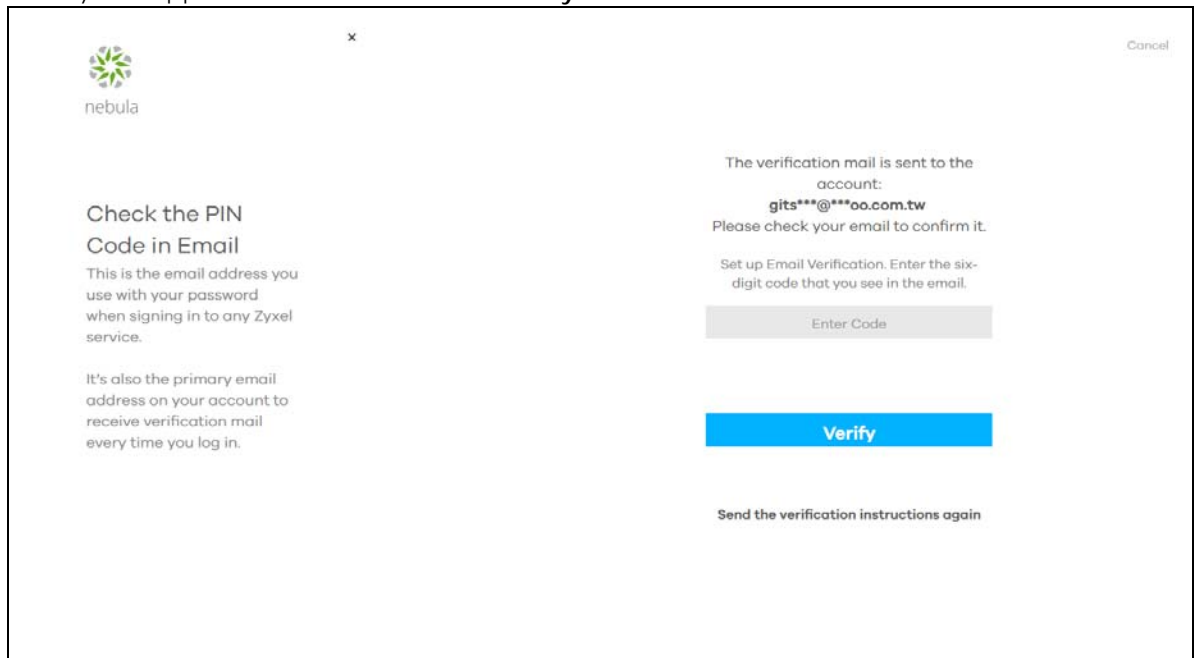 x
Cancel
nebula
Check the PIN
Code in Email
This is the email address you
use with your password
when signing in to any Zyxel
service.
It's also the primary email
address on your account to
receive verification mail
every time you log in.
The verification mail is sent to the
account:
gits***@***oo.com.tw
Please check your email to confirm it.
Set up Email Verification. Enter the six-
digit code that you see in the email.
Enter Code
Verify
Send the verification instructions again